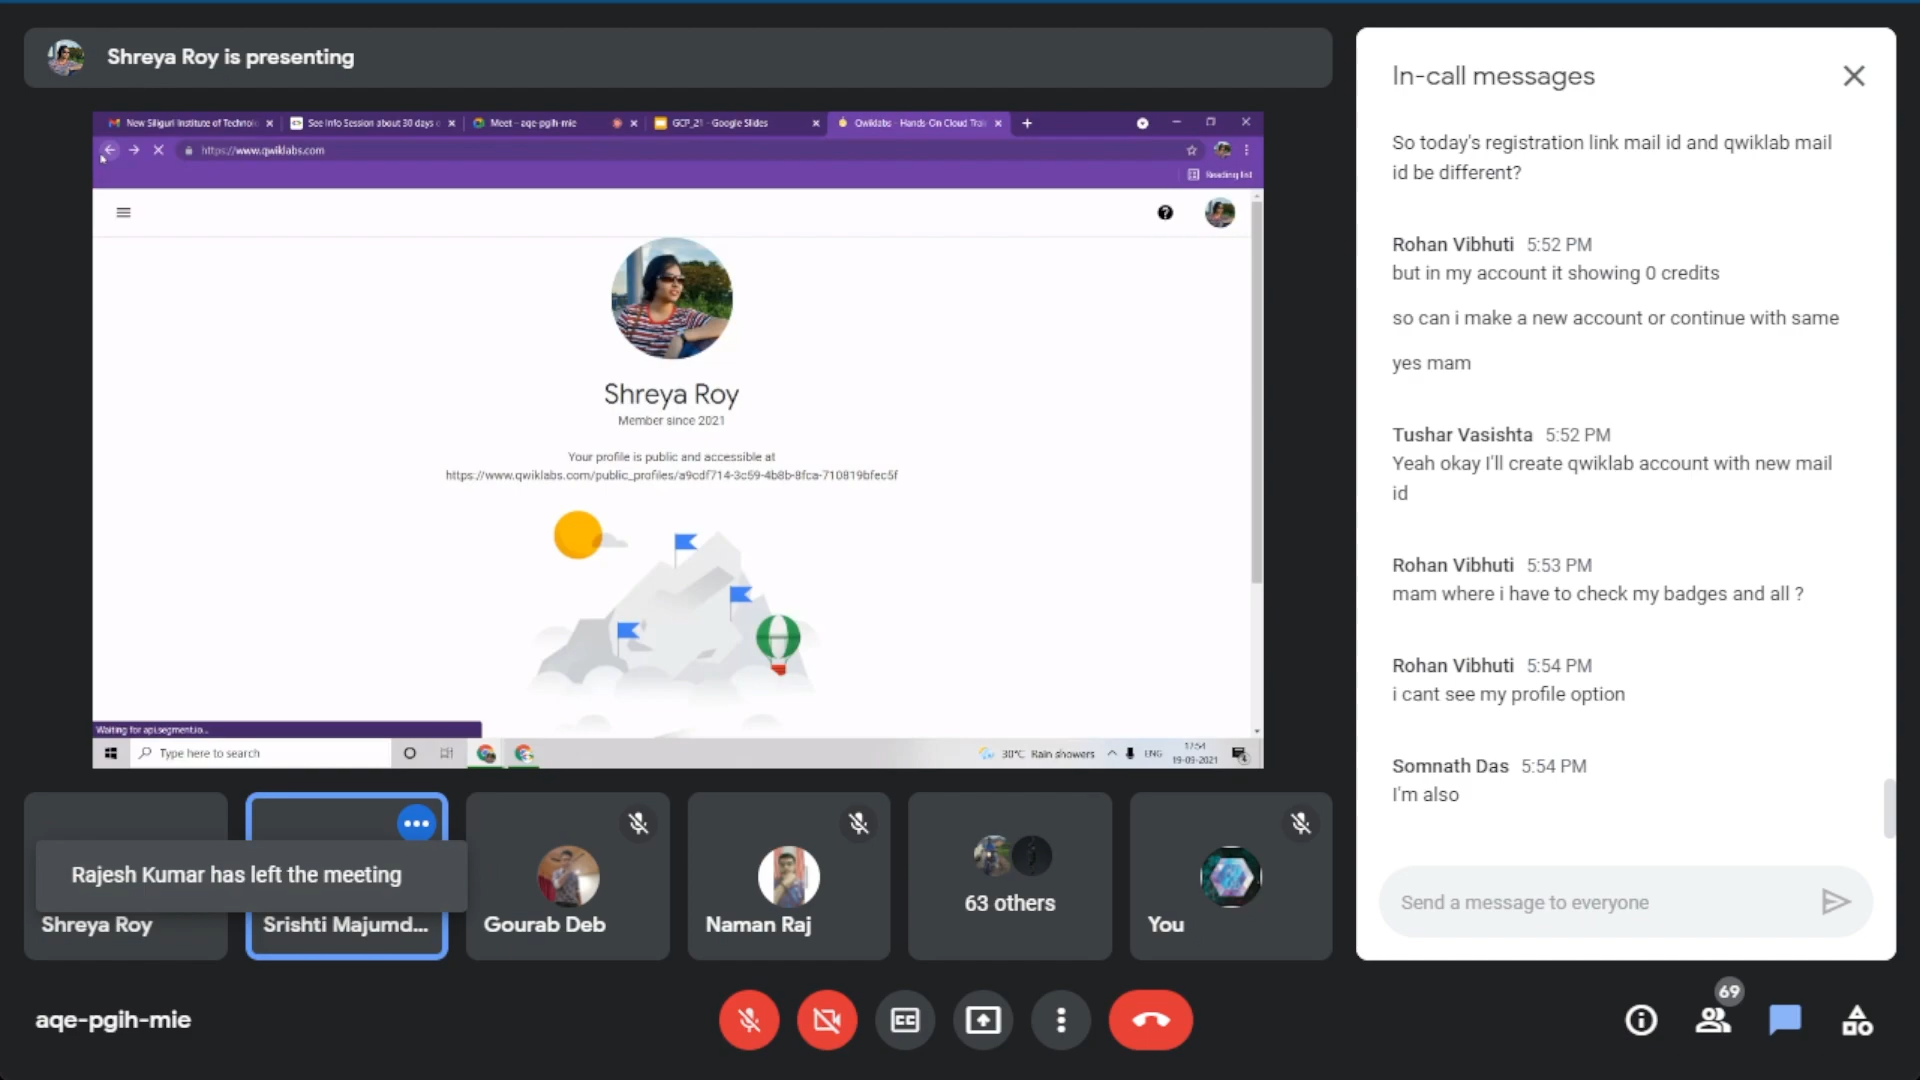 Shreya Roy is presenting
New Siliguri Institute of Technol
See Info Session about 30 days o
Meet - aqe-pgih-mie
GCP_21 - Google Slides
Qwiklabs - Hands-On Cloud Trai
https://www.qwiklabs.com
Reading list
Shreya Roy
Member since 2021
Your profile is public and accessible at
https://www.qwiklabs.com/public_profiles/a9cdf714-3c59-4b8b-8fca-710819bfec5f
Waiting for api.segment.io...
Type here to search
30°C Rain showers
ENG
17:54
19-09-2021
Rajesh Kumar has left the meeting
Shreya Roy
Srishti Majumd...
Gourab Deb
Naman Raj
63 others
You
aqe-pgih-mie
CC
69
In-call messages
So today's registration link mail id and qwiklab mail
id be different?
Rohan Vibhuti 5:52 PM
but in my account it showing 0 credits
so can i make a new account or continue with same
yes mam
Tushar Vasishta 5:52 PM
Yeah okay I'll create qwiklab account with new mail
id
Rohan Vibhuti 5:53 PM
mam where i have to check my badges and all ?
Rohan Vibhuti 5:54 PM
i cant see my profile option
Somnath Das 5:54 PM
I'm also
Send a message to everyone